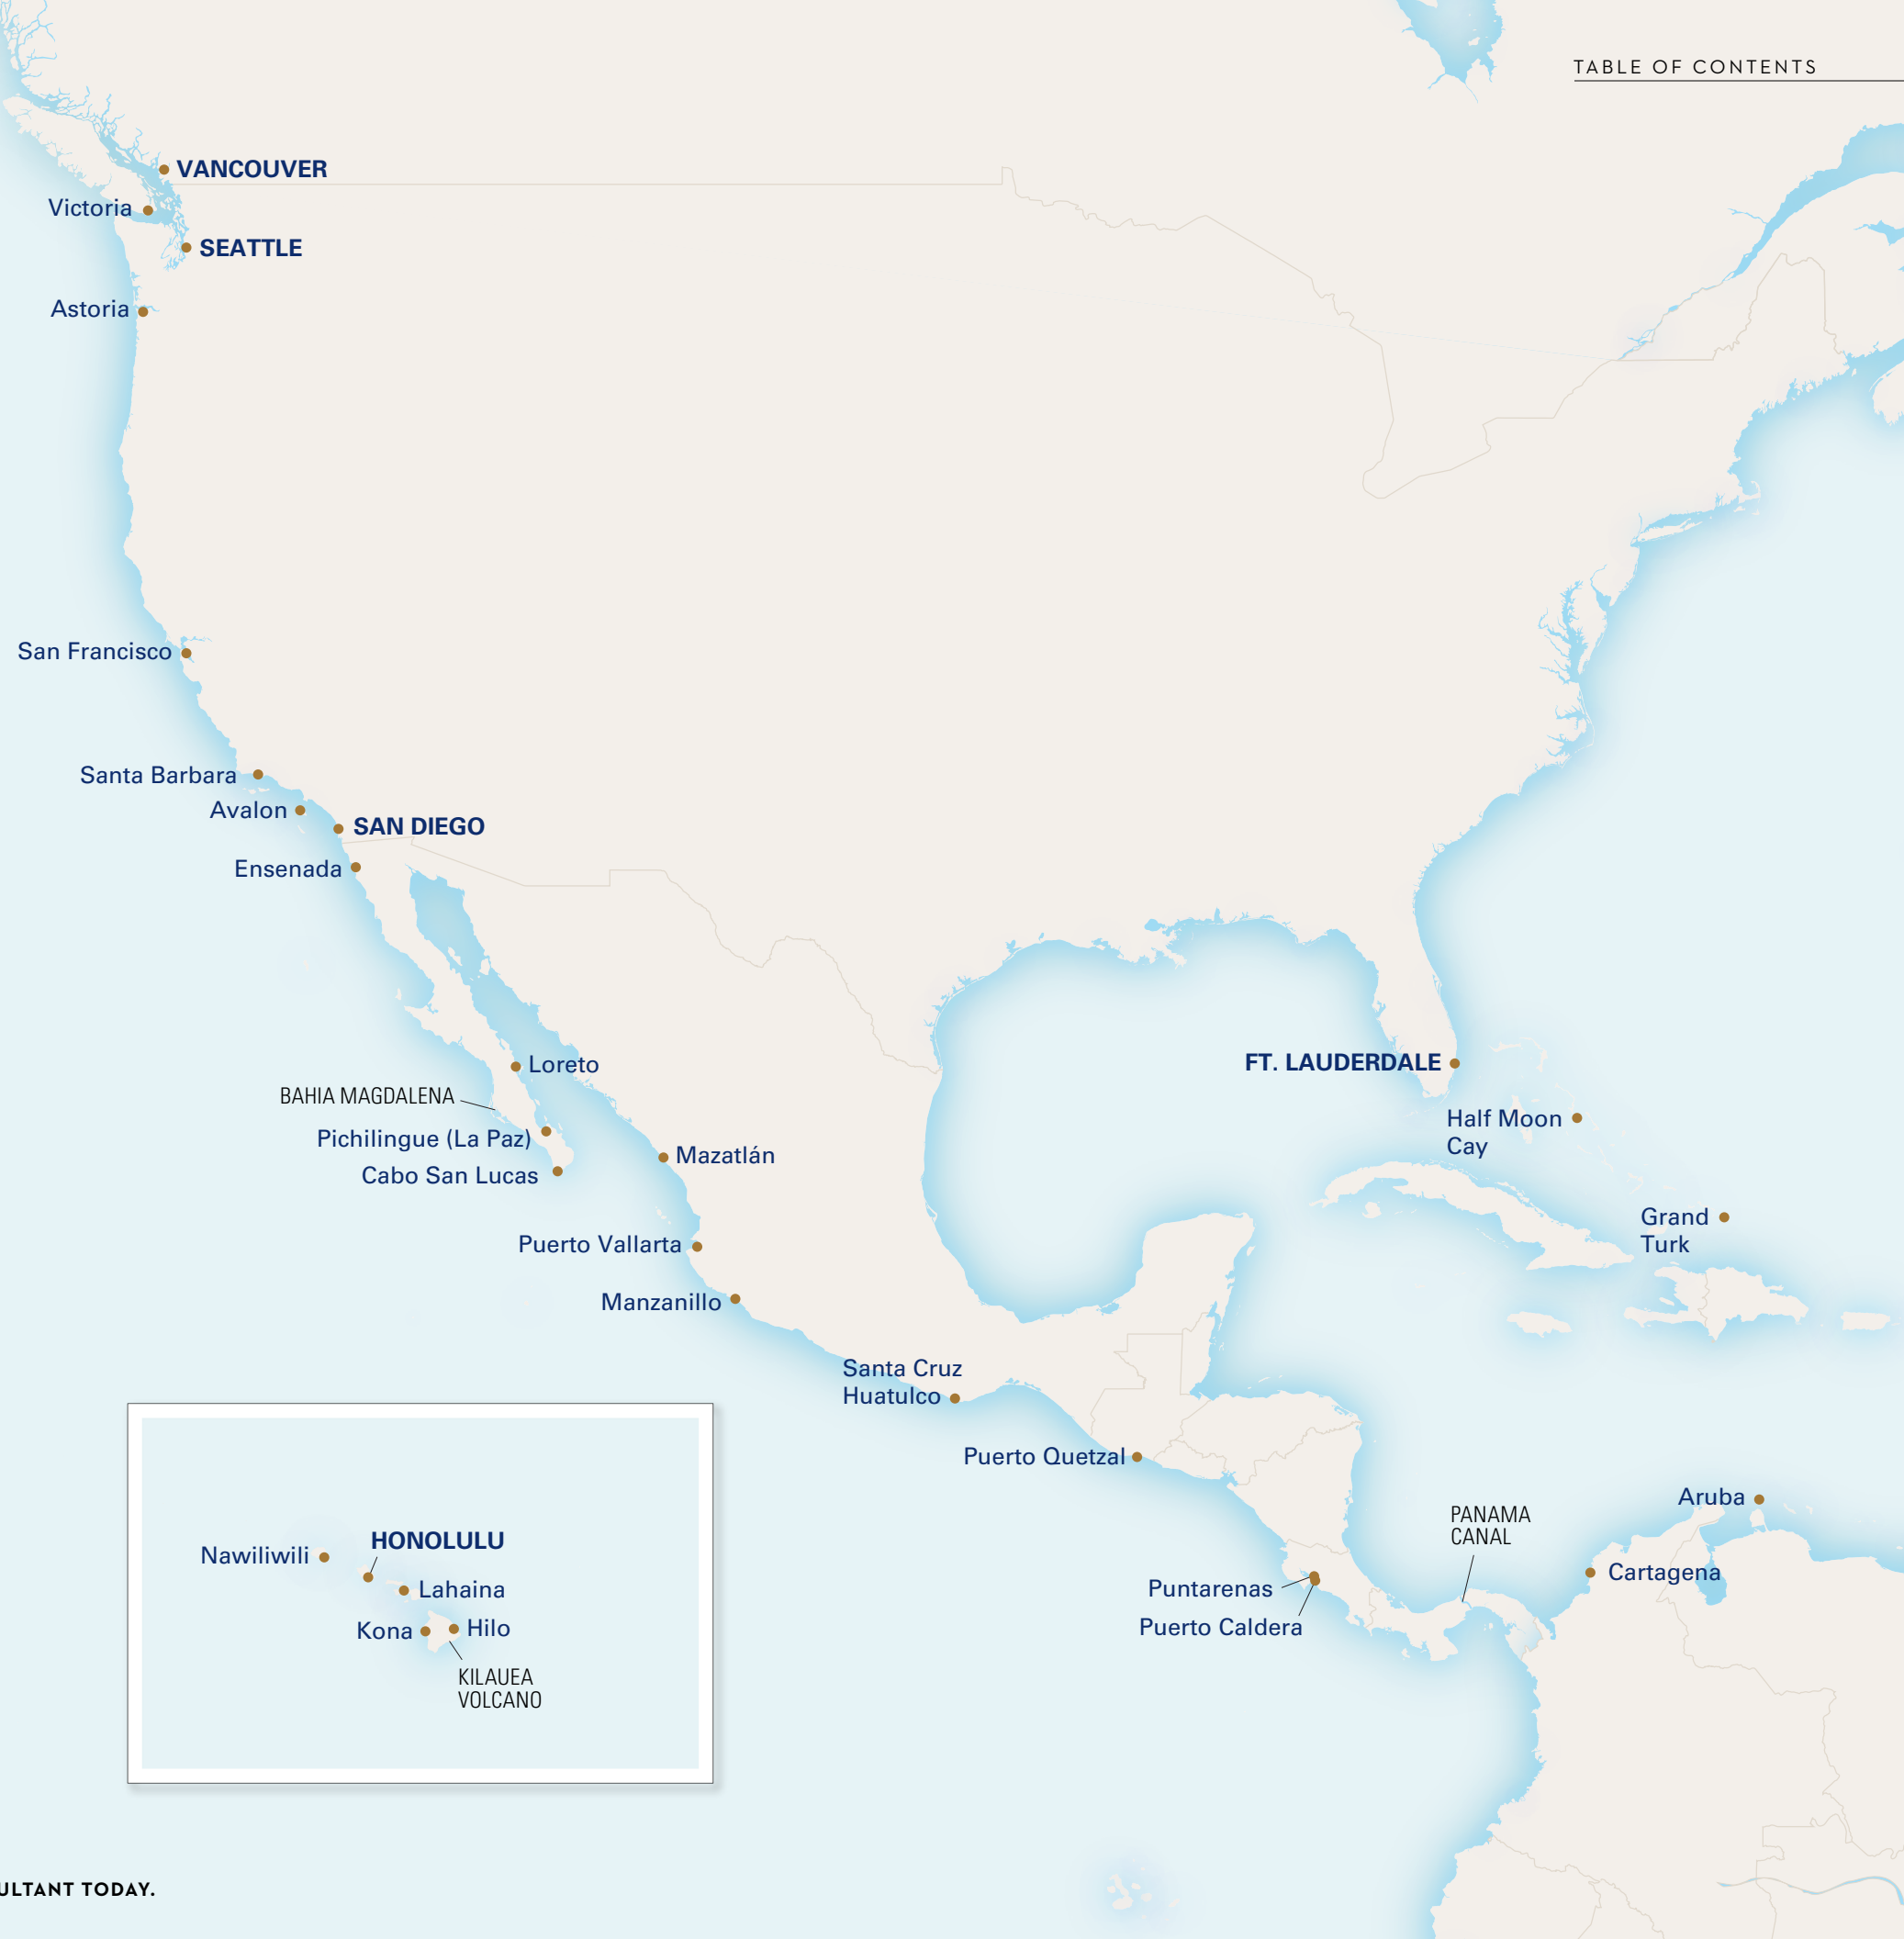 TABLE OF CONTENTS
VANCOUVER
Victoria
SEATTLE
Astoria
San Francisco
Santa Barbara
Avalon
SAN DIEGO
Ensenada
Loreto
BAHIA MAGDALENA
Pichilingue (La Paz)
Cabo San Lucas
Mazatlán
Puerto Vallarta
Manzanillo
Santa Cruz
Huatulco
Puerto Quetzal
FT. LAUDERDALE
Half Moon
Cay
Grand
Turk
Aruba
PANAMA
CANAL
Cartagena
Puntarenas
Puerto Caldera
HONOLULU
Nawiliwili
Lahaina
Kona
Hilo
KILAUEA
VOLCANO
ULTANT TODAY.